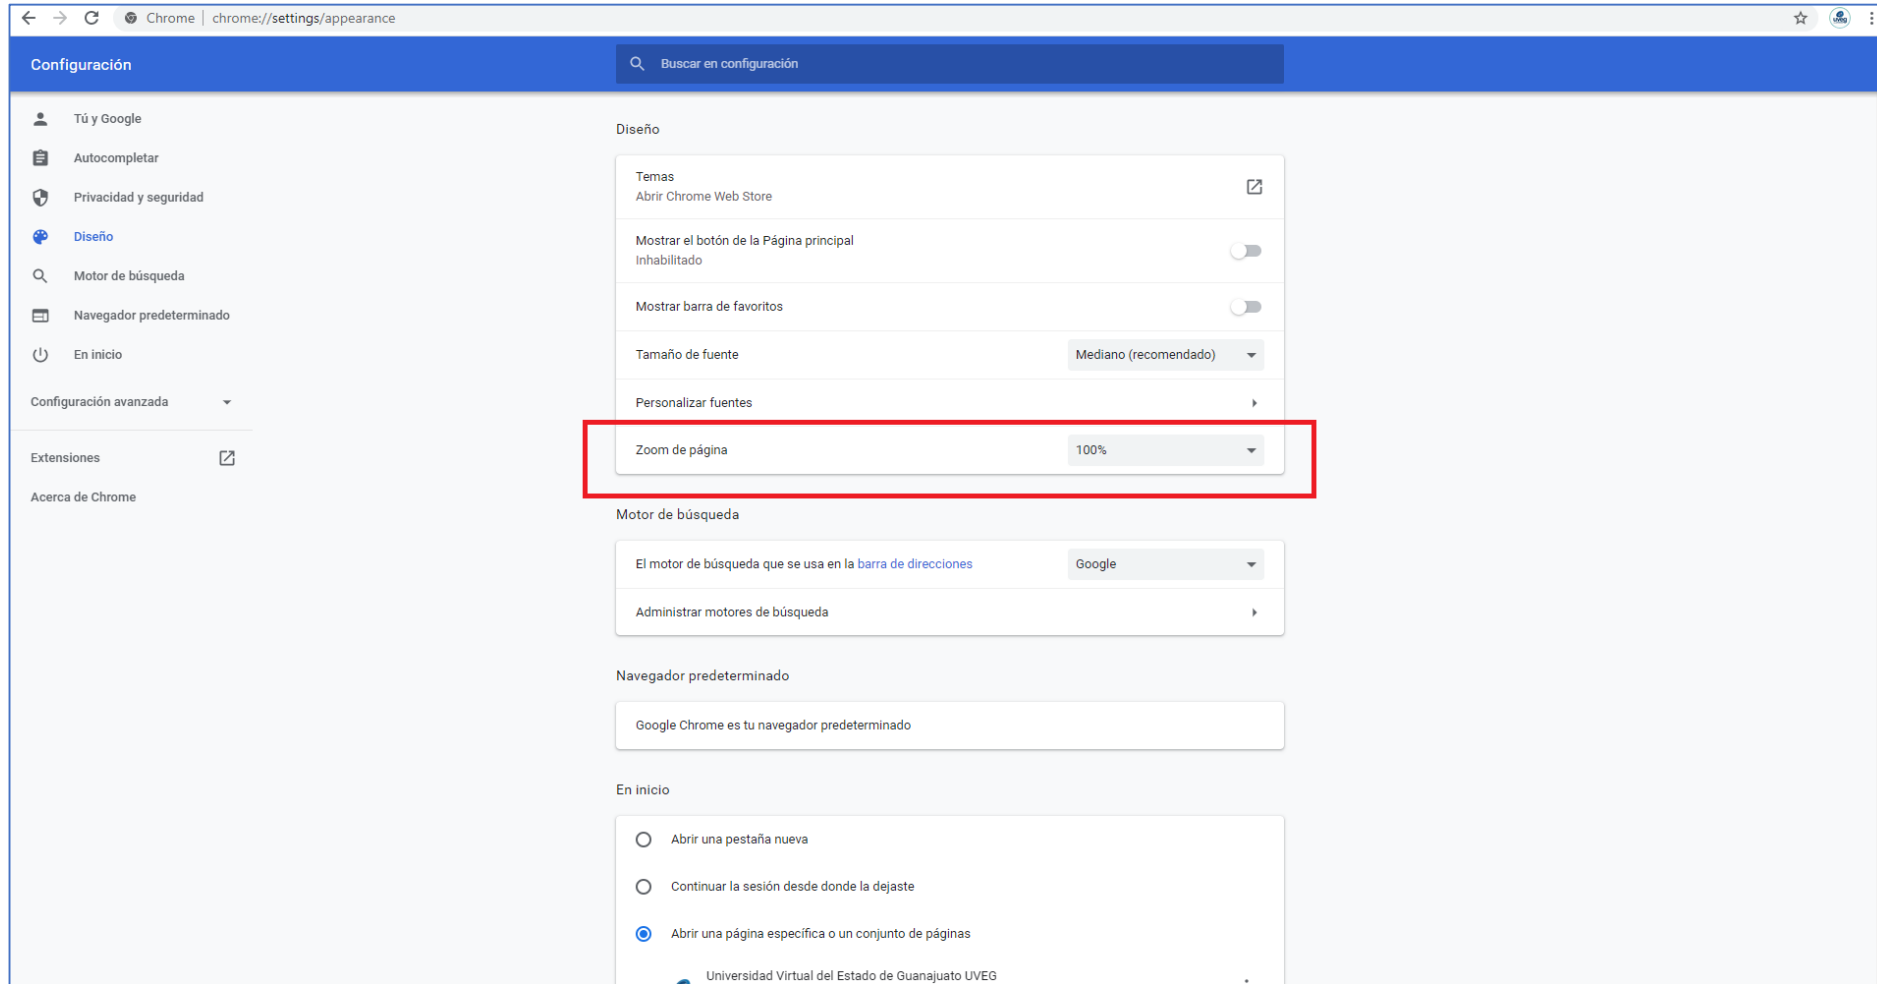 Chrome | chrome://settings/appearance
uveg
Configuración
Buscar en configuración
Tú y Google
Autocompletar
Privacidad y seguridad
Diseño
Motor de búsqueda
Navegador predeterminado
En inicio
Configuración avanzada
Extensiones
Acerca de Chrome
Diseño
Temas
Abrir Chrome Web Store
Mostrar el botón de la Página principal
Inhabilitado
Mostrar barra de favoritos
Tamaño de fuente Mediano (recomendado)
Personalizar fuentes
Zoom de página 100%
Motor de búsqueda
El motor de búsqueda que se usa en la barra de direcciones Google
Administrar motores de búsqueda
Navegador predeterminado
Google Chrome es tu navegador predeterminado
En inicio
Abrir una pestaña nueva
Continuar la sesión desde donde la dejaste
Abrir una página específica o un conjunto de páginas
Universidad Virtual del Estado de Guanajuato UVEG